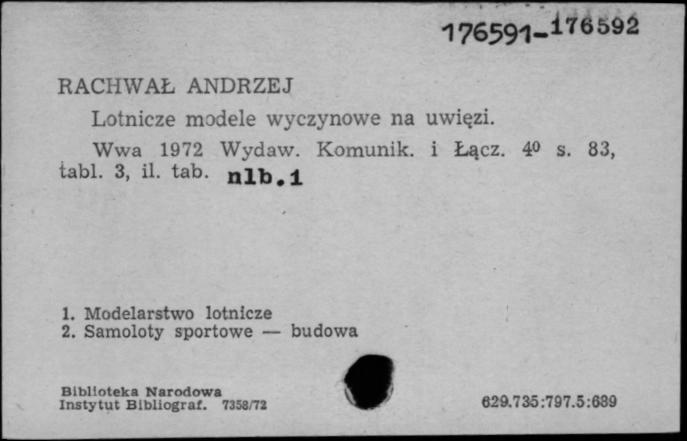 176591-176592
RACHWAŁ ANDRZEJ
Lotnicze modele wyczynowe na uwięzi.
Wwa 1972 Wydaw. Komunik. i Łącz. 4⁰ s. 83,
tabl. 3, il. tab. nlb.1
1. Modelarstwo lotnicze
2. Samoloty sportowe — budowa
Biblioteka Narodowa
Instytut Bibliograf. 7358/72
629.735:797.5:689